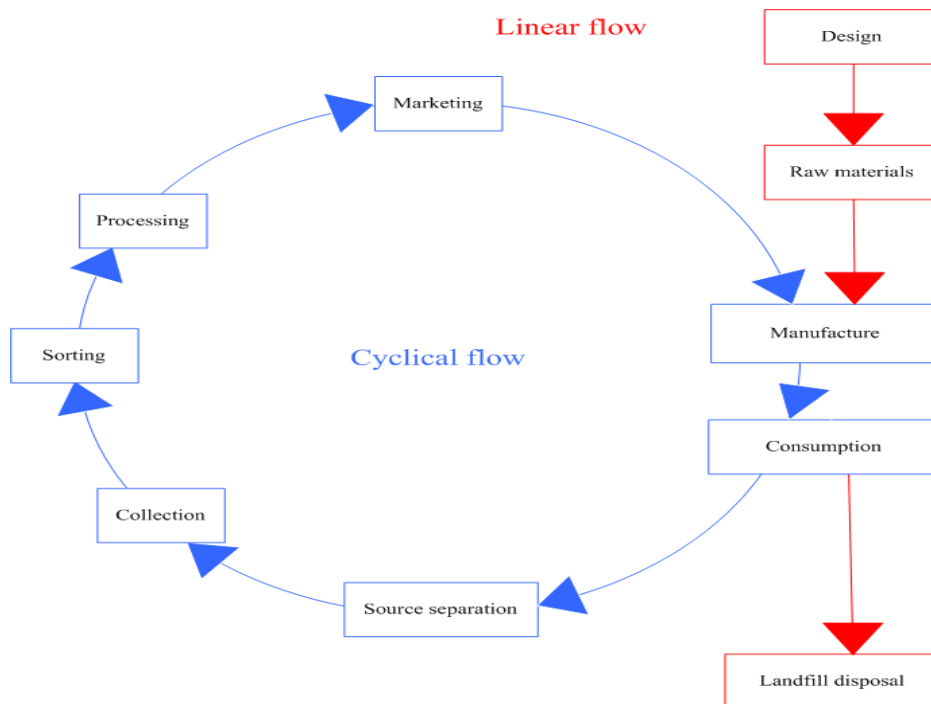 Linear flow
Design
Marketing
Raw materials
Processing
Manufacture
Sorting
Cyclical flow
Consumption
Collection
Source separation
Landfill disposal